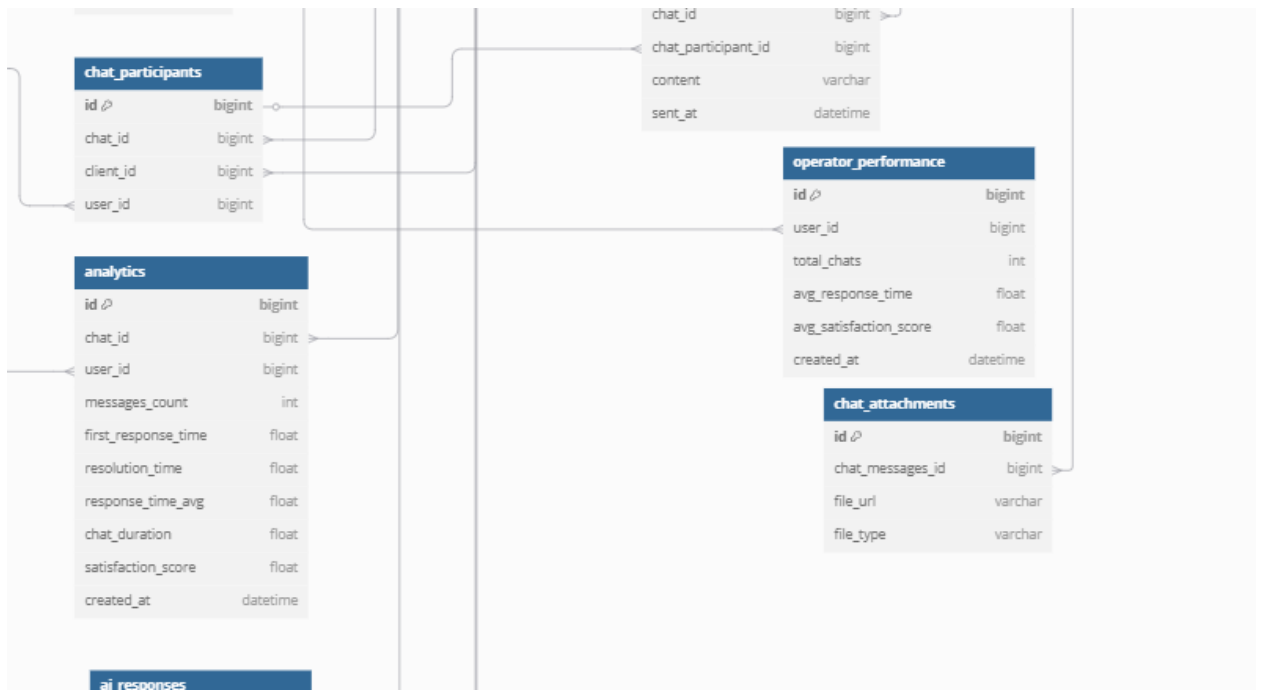 chat_id bigint
chat_participant_id bigint
content varchar
sent_at datetime
chat_participants
id bigint
chat_id bigint
client_id bigint
user_id bigint
operator_performance
id bigint
user_id bigint
total_chats int
avg_response_time float
avg_satisfaction_score float
created_at datetime
analytics
id bigint
chat_id bigint
user_id bigint
messages_count int
first_response_time float
resolution_time float
response_time_avg float
chat_duration float
satisfaction_score float
created_at datetime
chat_attachments
id bigint
chat_messages_id bigint
file_url varchar
file_type varchar
ai_responses